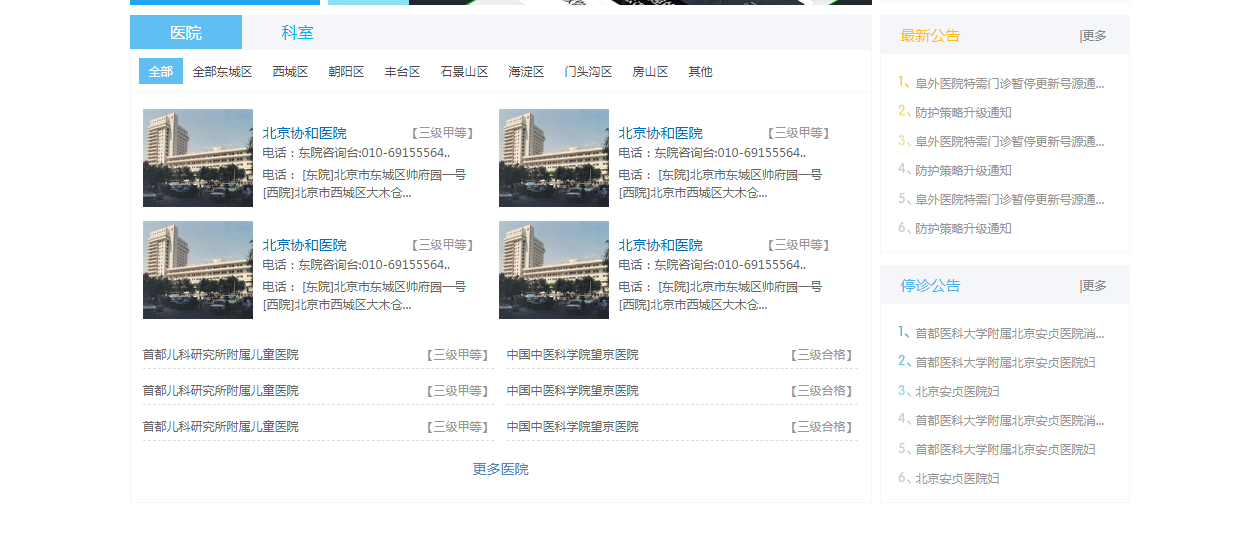 医院
科室
全部 全部东城区 西城区 朝阳区 丰台区 石景山区 海淀区 门头沟区 房山区 其他
北京协和医院 【三级甲等】
电话：东院咨询台:010-69155564..
电话： [东院]北京市东城区帅府园一号
[西院]北京市西城区大木仓...
北京协和医院 【三级甲等】
电话：东院咨询台:010-69155564..
电话： [东院]北京市东城区帅府园一号
[西院]北京市西城区大木仓...
北京协和医院 【三级甲等】
电话：东院咨询台:010-69155564..
电话： [东院]北京市东城区帅府园一号
[西院]北京市西城区大木仓...
北京协和医院 【三级甲等】
电话：东院咨询台:010-69155564..
电话： [东院]北京市东城区帅府园一号
[西院]北京市西城区大木仓...
首都儿科研究所附属儿童医院 【三级甲等】
中国中医科学院望京医院 【三级合格】
首都儿科研究所附属儿童医院 【三级甲等】
中国中医科学院望京医院 【三级合格】
首都儿科研究所附属儿童医院 【三级甲等】
中国中医科学院望京医院 【三级合格】
更多医院
最新公告 |更多
1、阜外医院特需门诊暂停更新号源通...
2、防护策略升级通知
3、阜外医院特需门诊暂停更新号源通...
4、防护策略升级通知
5、阜外医院特需门诊暂停更新号源通...
6、防护策略升级通知
停诊公告 |更多
1、首都医科大学附属北京安贞医院消...
2、首都医科大学附属北京安贞医院妇
3、北京安贞医院妇
4、首都医科大学附属北京安贞医院消...
5、首都医科大学附属北京安贞医院妇
6、北京安贞医院妇